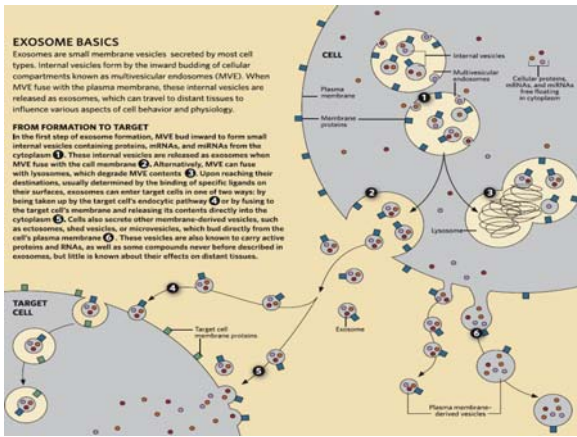 EXOSOME BASICS
Exosomes are small membrane vesicles secreted by most cell
types. Internal vesicles form by the inward budding of cellular
compartments known as multivesicular endosomes (MVE). When
MVE fuse with the plasma membrane, these internal vesicles are
released as exosomes, which can travel to distant tissues to
influence various aspects of cell behavior and physiology.
FROM FORMATION TO TARGET
In the first step of exosome formation, MVE bud inward to form small
internal vesicles containing proteins, mRNAs, and miRNAs from the
cytoplasm 1. These internal vesicles are released as exosomes when
MVE fuse with the cell membrane 2. Alternatively, MVE can fuse
with lysosomes, which degrade MVE contents 3. Upon reaching their
destinations, usually determined by the binding of specific ligands on
their surfaces, exosomes can enter target cells in one of two ways: by
being taken up by the target cell's endocytic pathway 4 or by fusing to
the target cell's membrane and releasing its contents directly into the
cytoplasm 5. Cells also secrete other membrane-derived vesicles, such
as ectosomes, shed vesicles, or microvesicles, which bud directly from the
cell's plasma membrane 6. These vesicles are also known to carry active
proteins and RNAs, as well as some compounds never before described in
exosomes, but little is known about their effects on distant tissues.
CELL
Internal vesicles
Multivesicular
endosomes
Cellular proteins,
mRNAs, and miRNAs
free floating
in cytoplasm
Plasma
membrane
Membrane
proteins
1
2
3
Lysosome
4
TARGET
CELL
Target cell
membrane proteins
Exosome
5
6
Plasma membrane-
derived vesicles